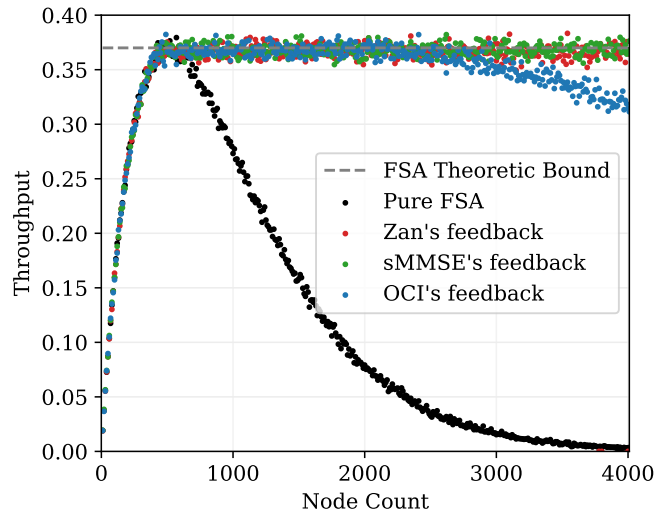 0.40
0.35
0.30
0.25
0.20
0.15
0.10
0.05
0.00
Throughput
FSA Theoretic Bound
Pure FSA
Zan's feedback
sMMSE's feedback
OCI's feedback
0 1000 2000 3000 4000
Node Count